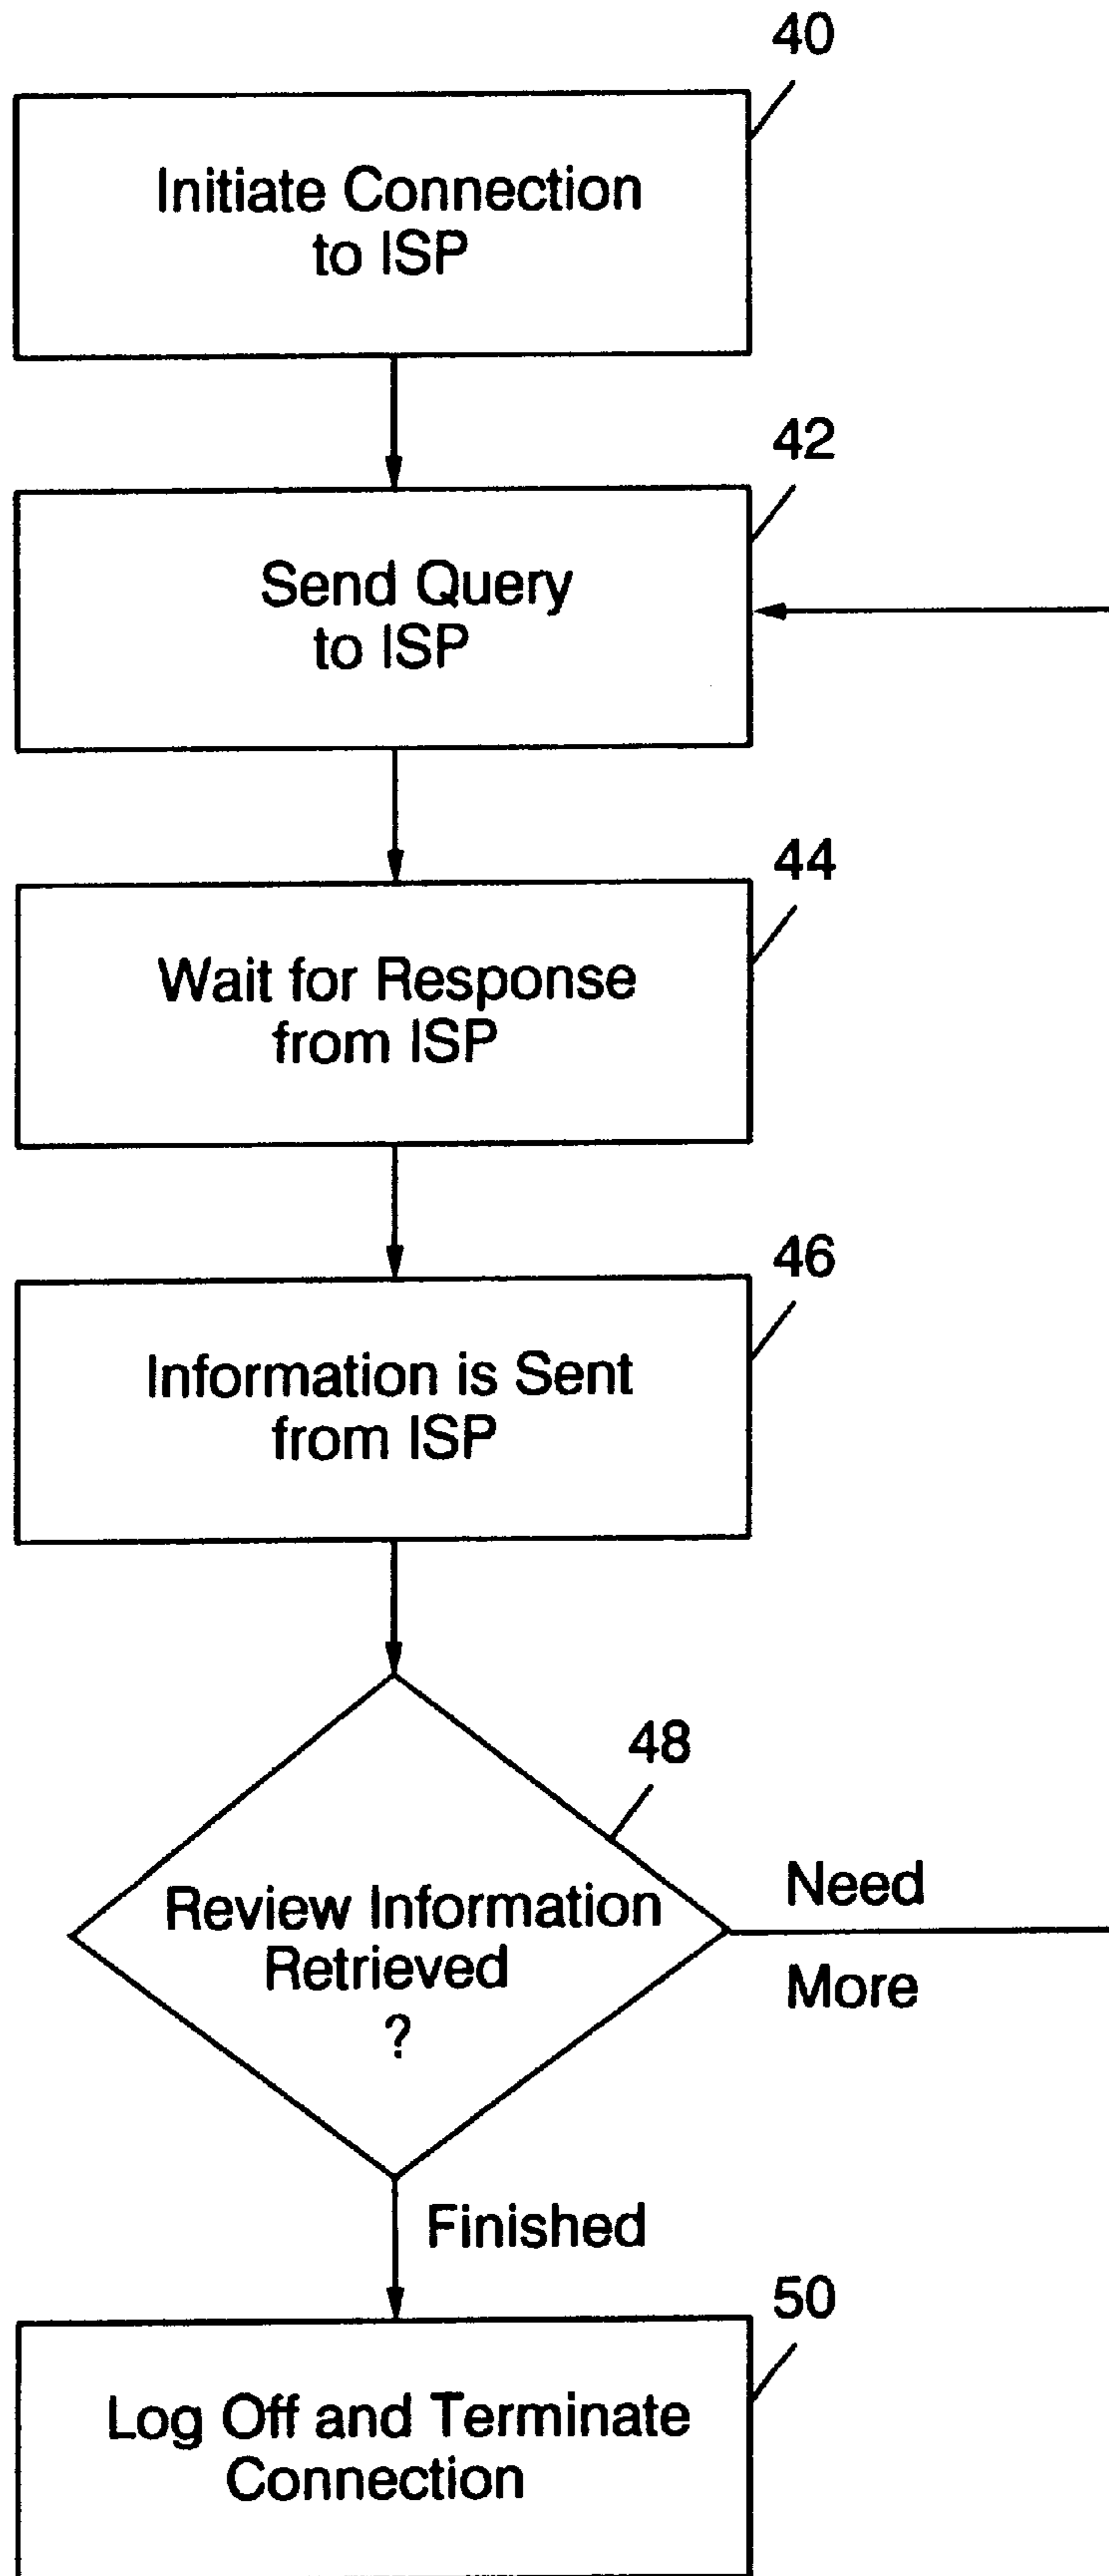 40
Initiate Connection
to ISP
42
Send Query
to ISP
44
Wait for Response
from ISP
46
Information is Sent
from ISP
48
Review Information
Retrieved
?
Need
More
Finished
50
Log Off and Terminate
Connection